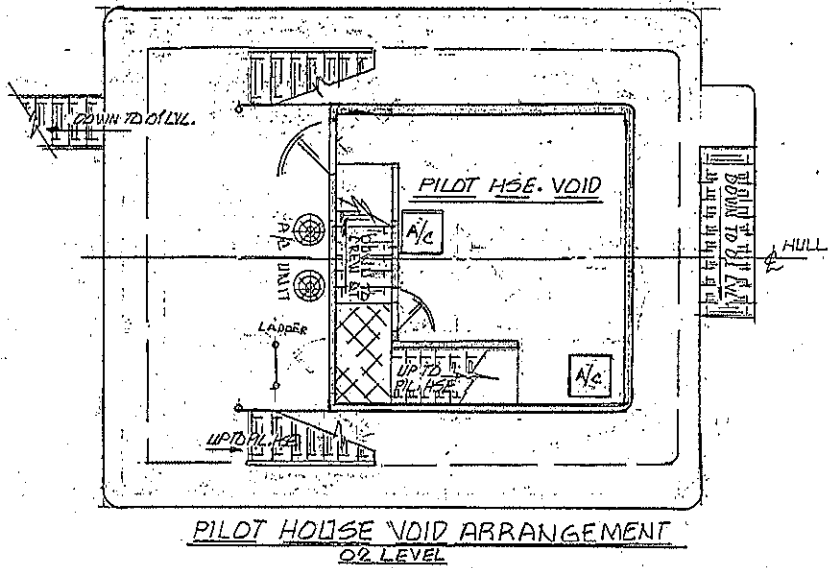 DOWN TO 01 LVL.
PILOT HSE. VOID
A/C
A/C UNIT
DOWN TO
DOWN TO 01 LVL
HULL
LADDER
UP TO
PIL. HSE
A/C
UP TO PIL. HSE
PILOT HOUSE VOID ARRANGEMENT
02 LEVEL